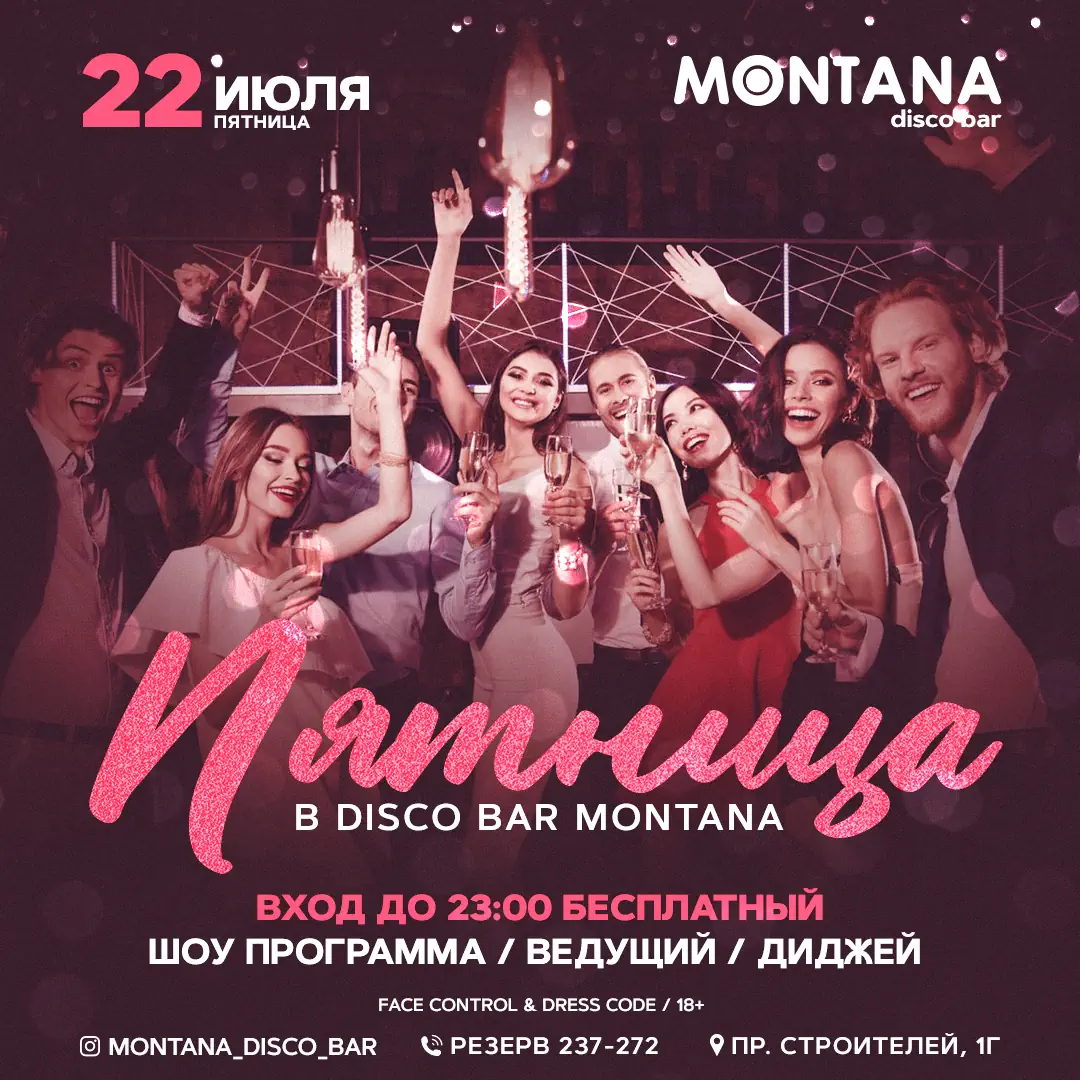 22 ИЮЛЯ
ПЯТНИЦА
MONTANA
disco bar
Пятница
В DISCO BAR MONTANA
ВХОД ДО 23:00 БЕСПЛАТНЫЙ
ШОУ ПРОГРАММА / ВЕДУЩИЙ / ДИДЖЕЙ
FACE CONTROL & DRESS CODE / 18+
MONTANA_DISCO_BAR РЕЗЕРВ 237-272 ПР. СТРОИТЕЛЕЙ, 1Г